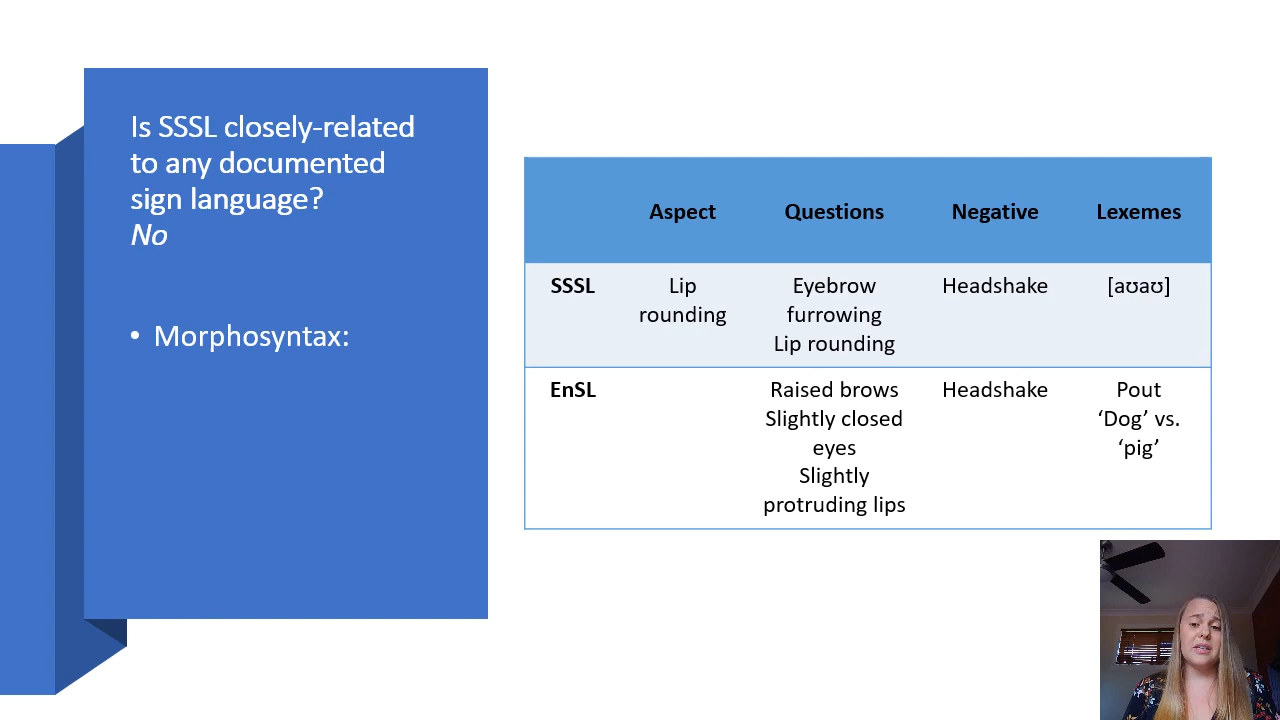 Is SSSL closely-related
to any documented
sign language?
No
• Morphosyntax:
Aspect Questions Negative Lexemes
SSSL Lip Eyebrow Headshake [aʊaʊ]
rounding furrowing
Lip rounding
EnSL Raised brows Headshake Pout
Slightly closed ‘Dog’ vs.
eyes ‘pig’
Slightly
protruding lips